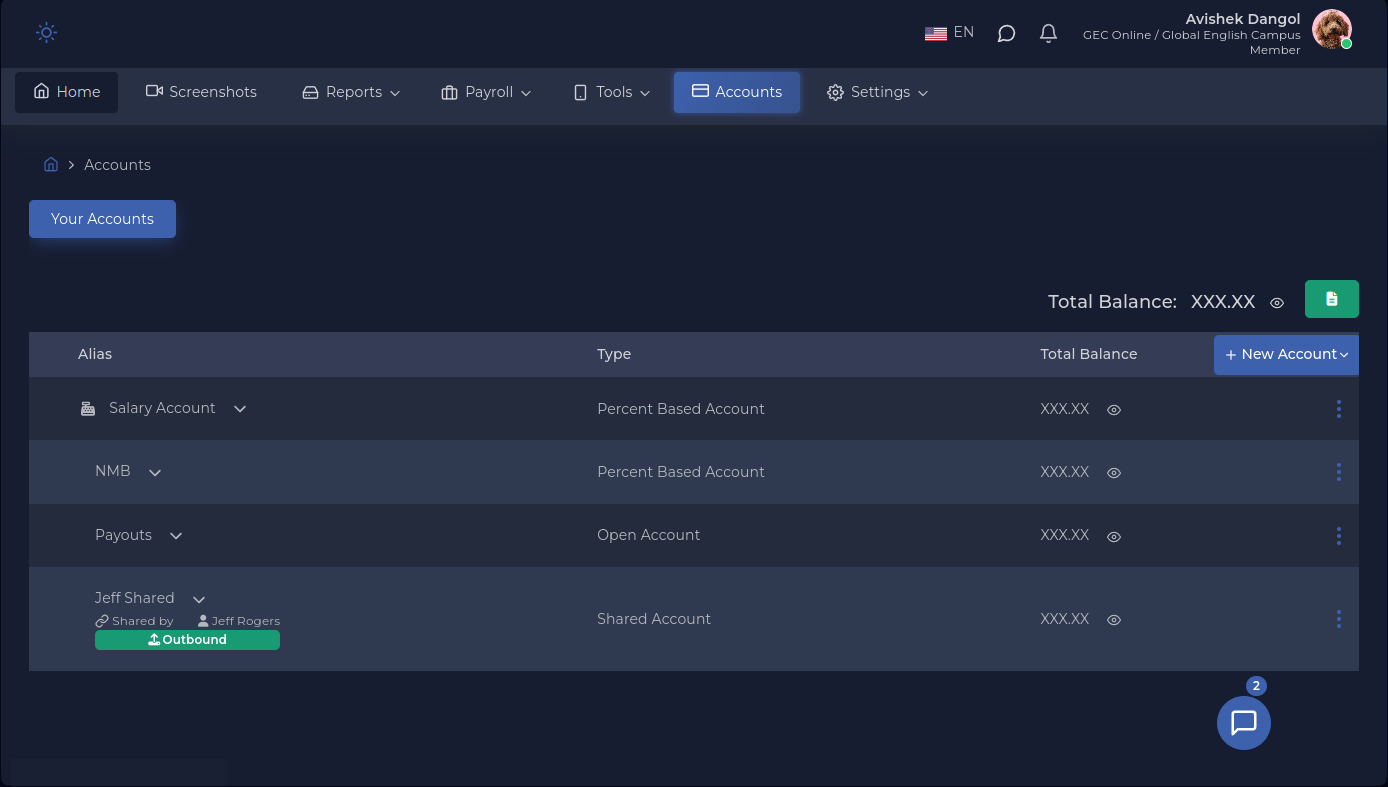 EN
Avishek Dangol
GEC Online / Global English Campus
Member
Home
Screenshots
Reports
Payroll
Tools
Accounts
Settings
Accounts
Your Accounts
Total Balance: XXX.XX
Alias
Type
Total Balance
+ New Account
Salary Account
Percent Based Account
XXX.XX
NMB
Percent Based Account
XXX.XX
Payouts
Open Account
XXX.XX
Jeff Shared
Shared by
Jeff Rogers
Outbound
Shared Account
XXX.XX
2